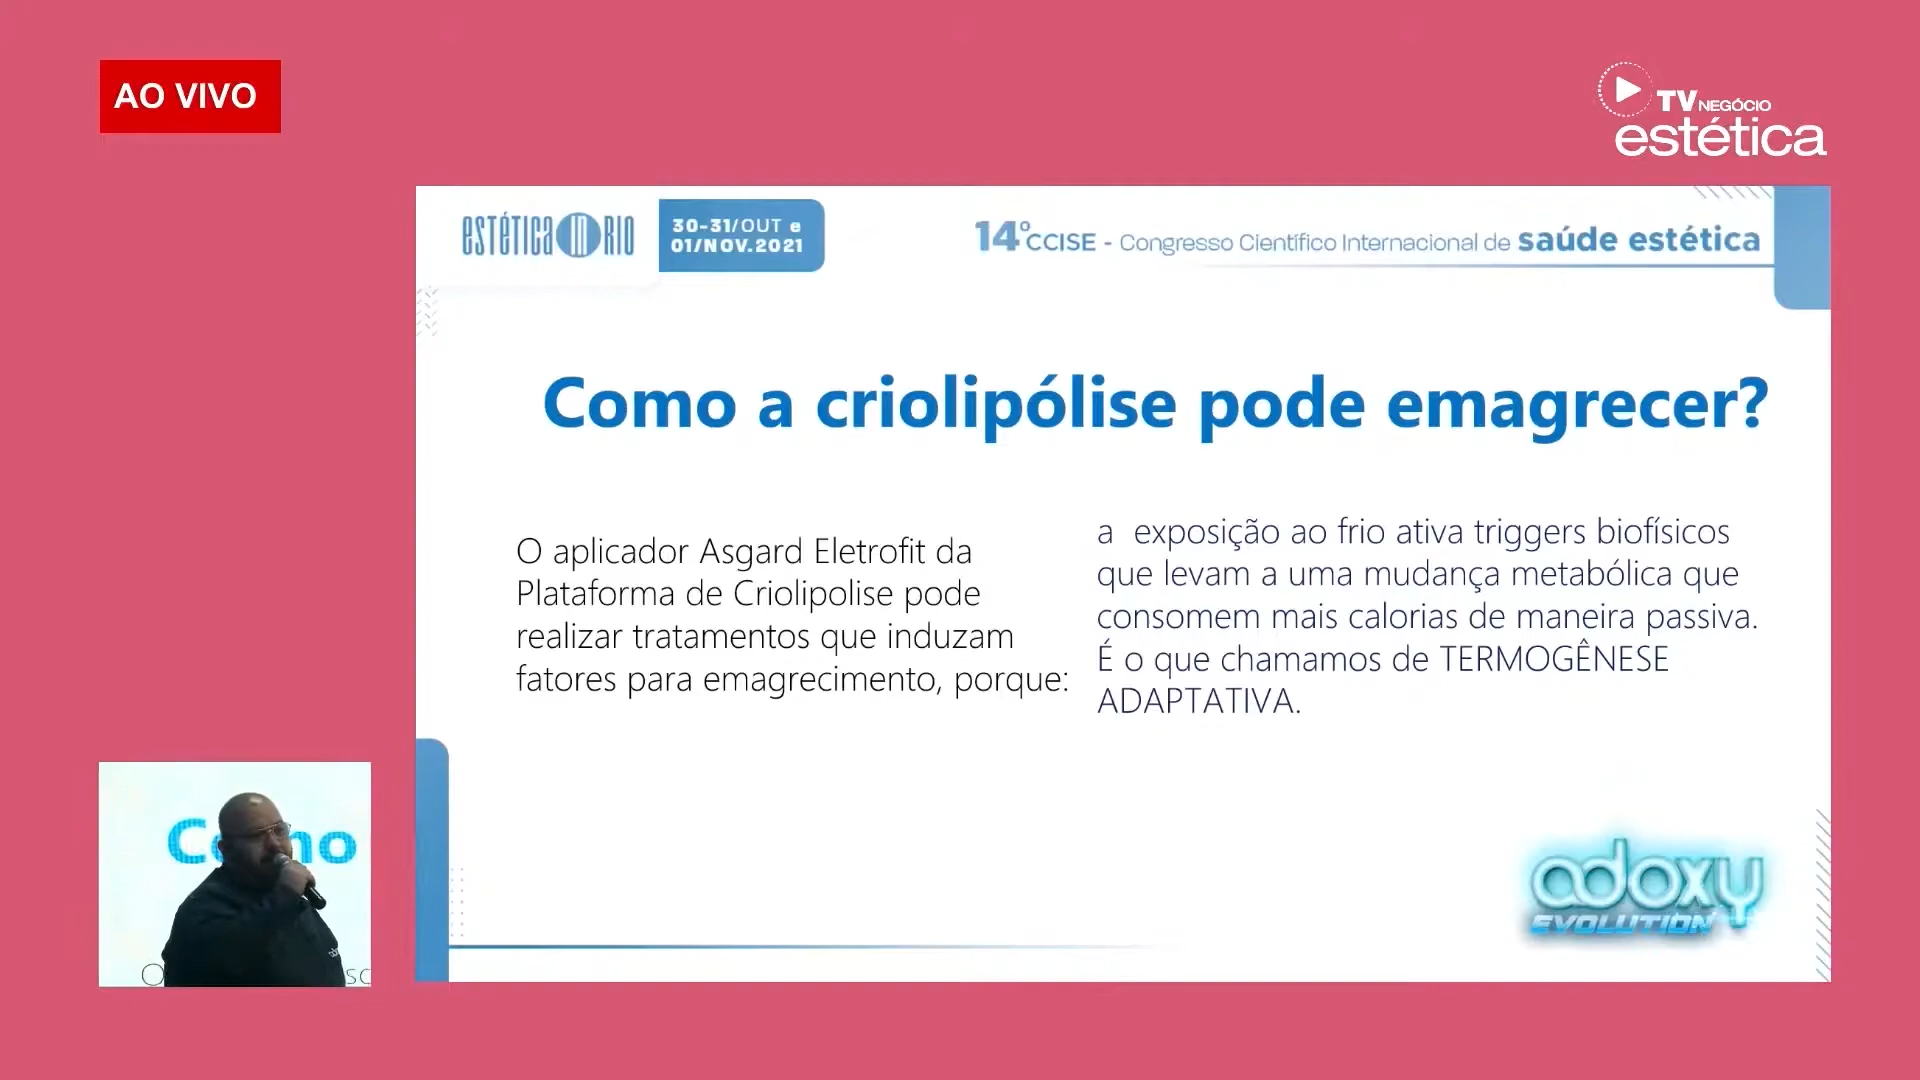 AO VIVO
TV NEGÓCIO
estética
ESTÉTICA IN RIO
30-31/OUT e
01/NOV.2021
14ºCCISE - Congresso Científico Internacional de saúde estética
Como a criolipólise pode emagrecer?
O aplicador Asgard Eletrofit da
Plataforma de Criolipolise pode
realizar tratamentos que induzam
fatores para emagrecimento, porque:
a  exposição ao frio ativa triggers biofísicos
que levam a uma mudança metabólica que
consomem mais calorias de maneira passiva.
É o que chamamos de TERMOGÊNESE
ADAPTATIVA.
adoxy
EVOLUTION